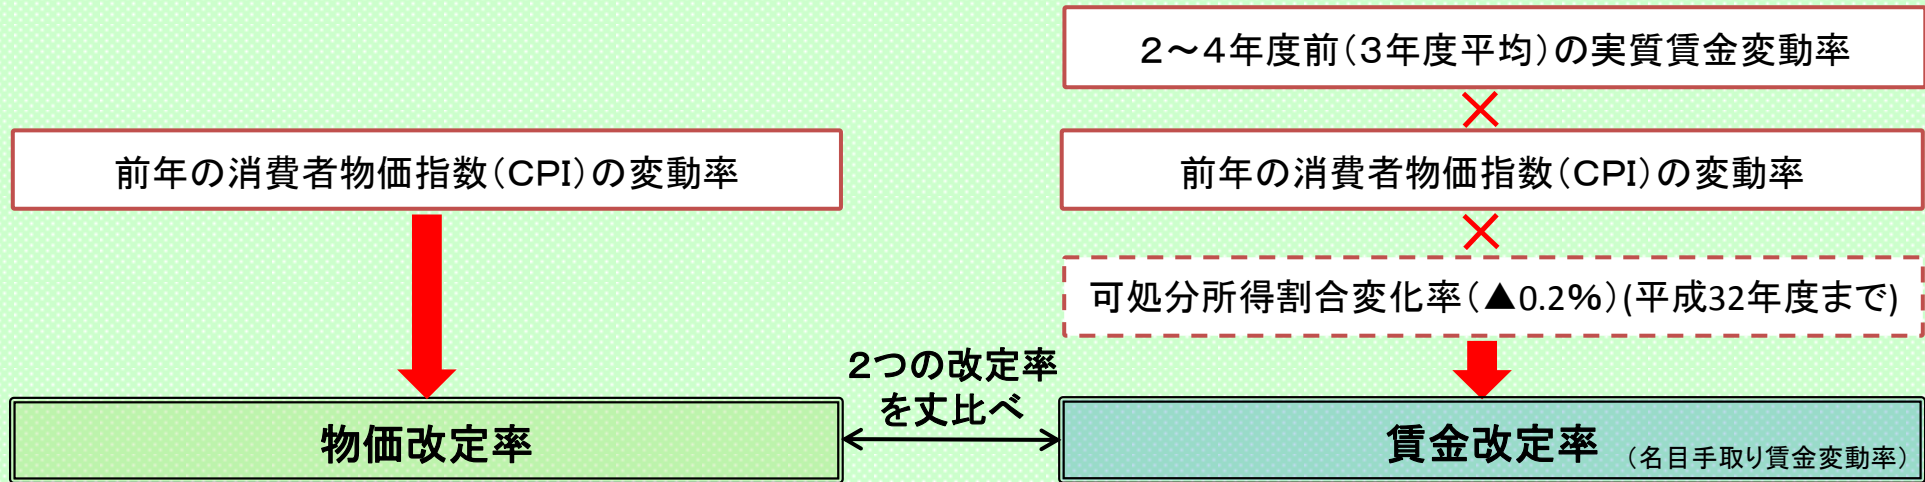 2～4年度前(3年度平均)の実質賃金変動率
×
前年の消費者物価指数(CPI)の変動率
前年の消費者物価指数(CPI)の変動率
×
可処分所得割合変化率(▲0.2%)(平成32年度まで)
2つの改定率
を丈比べ
物価改定率
賃金改定率 (名目手取り賃金変動率)